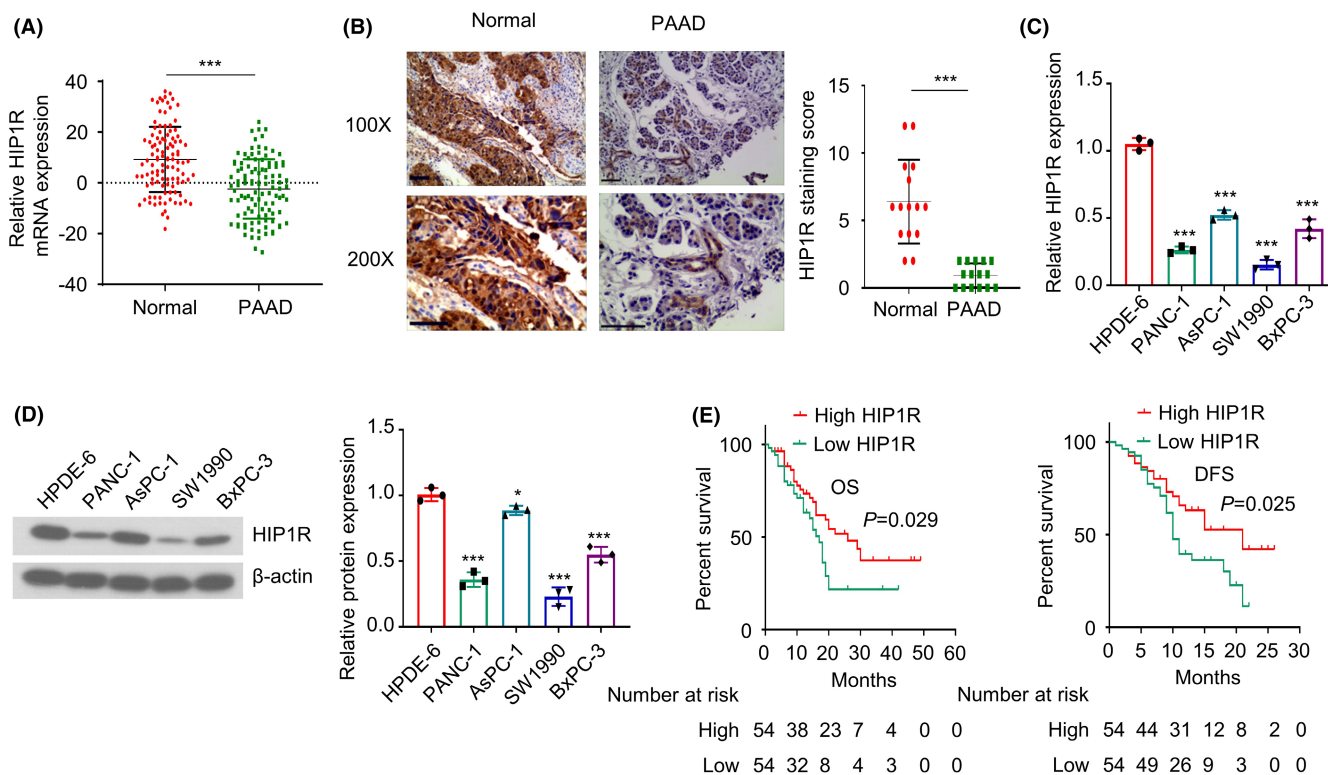 (A)
***
Relative HIP1R
mRNA expression
40
20
0
-20
-40
Normal
PAAD
(B)
Normal
PAAD
100X
200X
HIP1R staining score
15
10
5
0
***
Normal
PAAD
(C)
Relative HIP1R expression
1.5
1.0
0.5
0.0
***
***
***
***
HPDE-6
PANC-1
AsPC-1
SW1990
BxPC-3
(D)
HPDE-6
PANC-1
AsPC-1
SW1990
BxPC-3
HIP1R
β-actin
Relative protein expression
1.5
1.0
0.5
0.0
***
*
***
***
HPDE-6
PANC-1
AsPC-1
SW1990
BxPC-3
(E)
High HIP1R
Low HIP1R
OS
P=0.029
Percent survival
100
50
0
0 10 20 30 40 50 60
Months
Number at risk
High 54 38 23 7 4 0 0
Low 54 32 8 4 3 0 0
High HIP1R
Low HIP1R
DFS
P=0.025
Percent survival
100
50
0
0 5 10 15 20 25 30
Months
Number at risk
High 54 44 31 12 8 2 0
Low 54 49 26 9 3 0 0